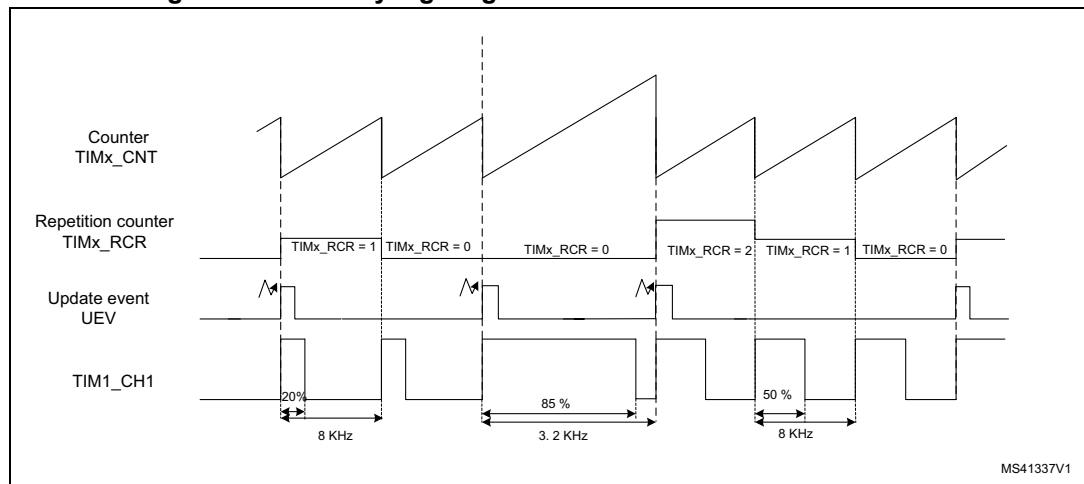 Counter
TIMx_CNT
Repetition counter
TIMx_RCR
TIMx_RCR = 1
TIMx_RCR = 0
TIMx_RCR = 0
TIMx_RCR = 2
TIMx_RCR = 1
TIMx_RCR = 0
Update event
UEV
TIM1_CH1
20%
85 %
50 %
8 KHz
3. 2 KHz
8 KHz
MS41337V1